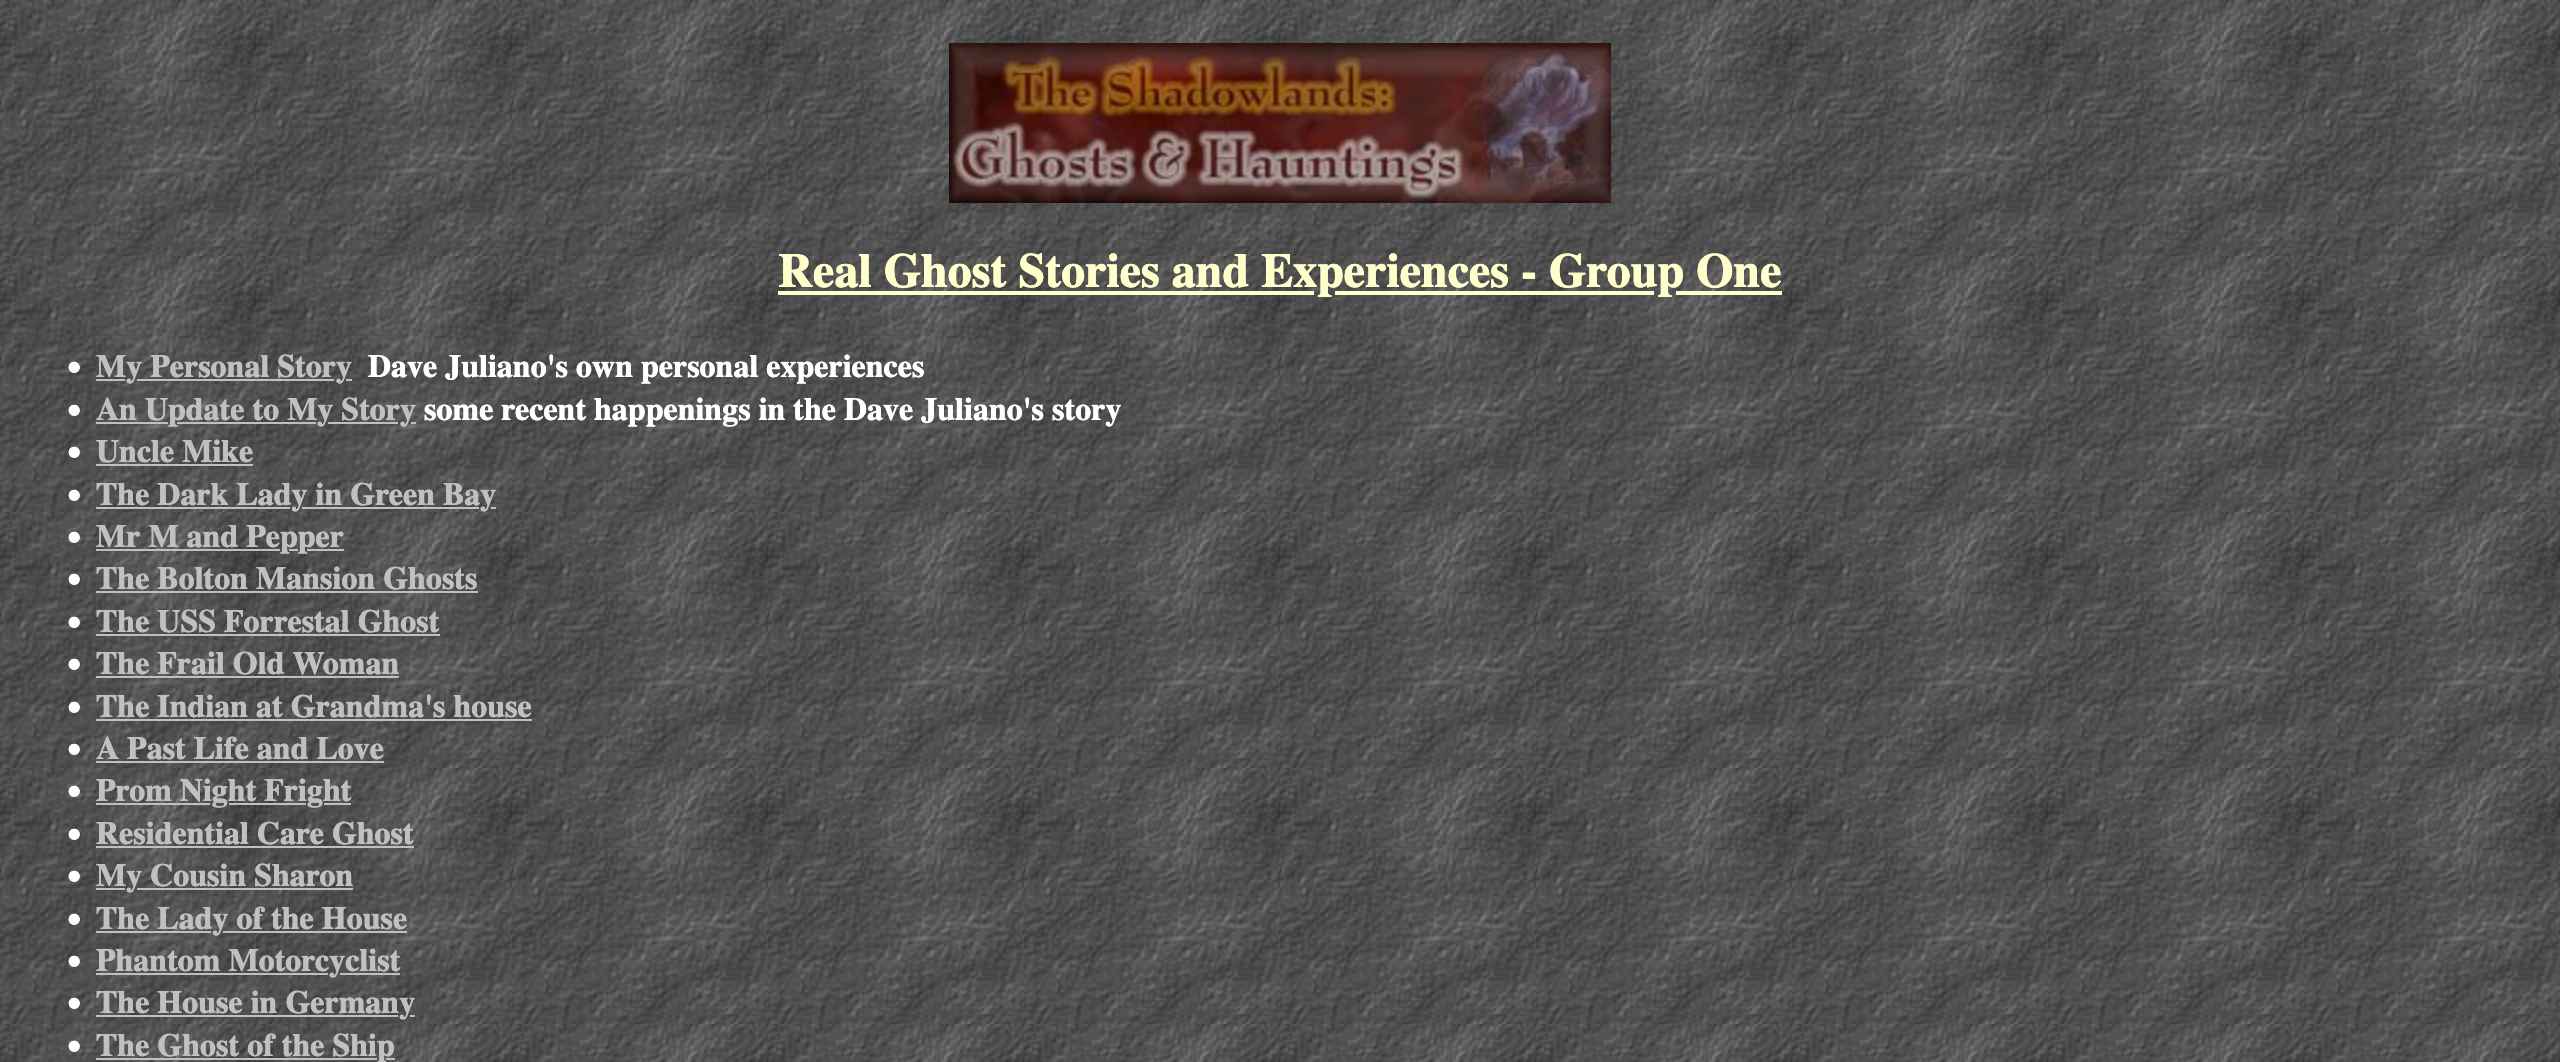 The Shadowlands:
Ghosts & Hauntings
Real Ghost Stories and Experiences - Group One
My Personal Story  Dave Juliano's own personal experiences
An Update to My Story some recent happenings in the Dave Juliano's story
Uncle Mike
The Dark Lady in Green Bay
Mr M and Pepper
The Bolton Mansion Ghosts
The USS Forrestal Ghost
The Frail Old Woman
The Indian at Grandma's house
A Past Life and Love
Prom Night Fright
Residential Care Ghost
My Cousin Sharon
The Lady of the House
Phantom Motorcyclist
The House in Germany
The Ghost of the Ship